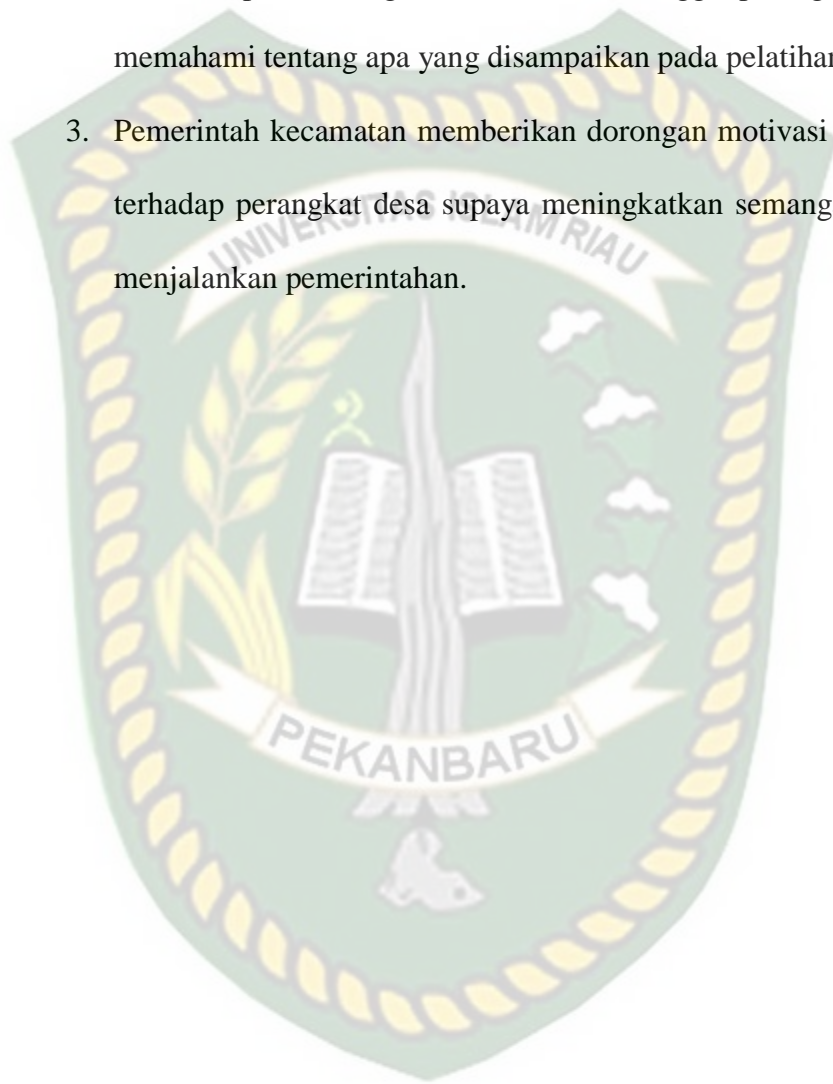 memahami tentang apa yang disampaikan pada pelatihan
3. Pemerintah kecamatan memberikan dorongan motivasi
terhadap perangkat desa supaya meningkatkan semang
menjalankan pemerintahan.
UNIVERSITAS ISLAM RIAU
PEKANBARU